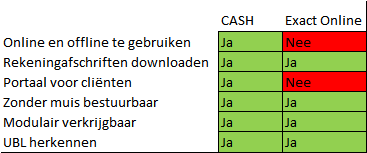 CASH Exact Online
Online en offline te gebruiken Ja Nee
Rekeningafschriften downloaden Ja Ja
Portaal voor cliënten Ja Nee
Zonder muis bestuurbaar Ja Ja
Modulair verkrijgbaar Ja Ja
UBL herkennen Ja Ja